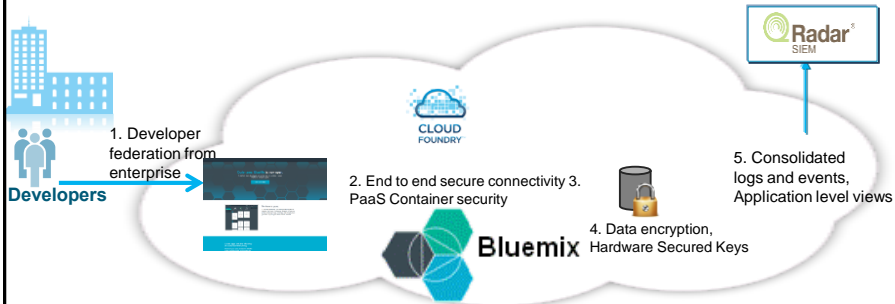 QRadar®
SIEM
CLOUD
FOUNDRY
1. Developer
federation from
enterprise
Developers
2. End to end secure connectivity 3.
PaaS Container security
Bluemix
4. Data encryption,
Hardware Secured Keys
5. Consolidated
logs and events,
Application level views